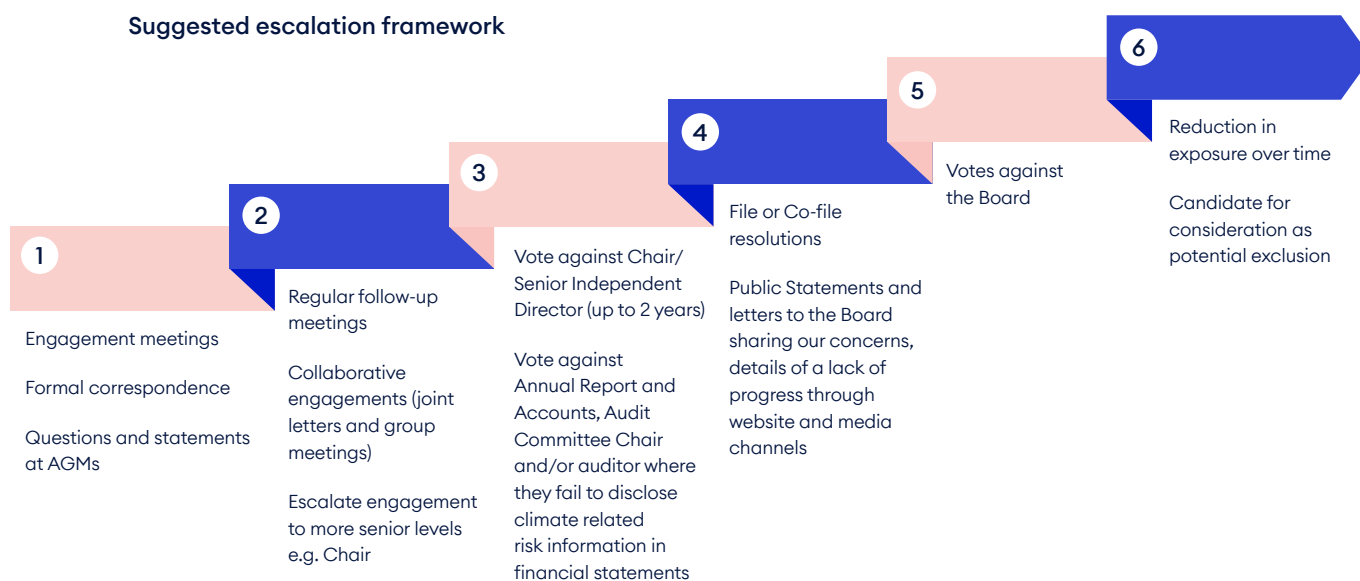 Suggested escalation framework
1
Engagement meetings
Formal correspondence
Questions and statements
at AGMs
2
Regular follow-up
meetings
Collaborative
engagements (joint
letters and group
meetings)
Escalate engagement
to more senior levels
e.g. Chair
3
Vote against Chair/
Senior Independent
Director (up to 2 years)
Vote against
Annual Report and
Accounts, Audit
Committee Chair
and/or auditor where
they fail to disclose
climate related
risk information in
financial statements
4
File or Co-file
resolutions
Public Statements and
letters to the Board
sharing our concerns,
details of a lack of
progress through
website and media
channels
5
Votes against
the Board
6
Reduction in
exposure over time
Candidate for
consideration as
potential exclusion